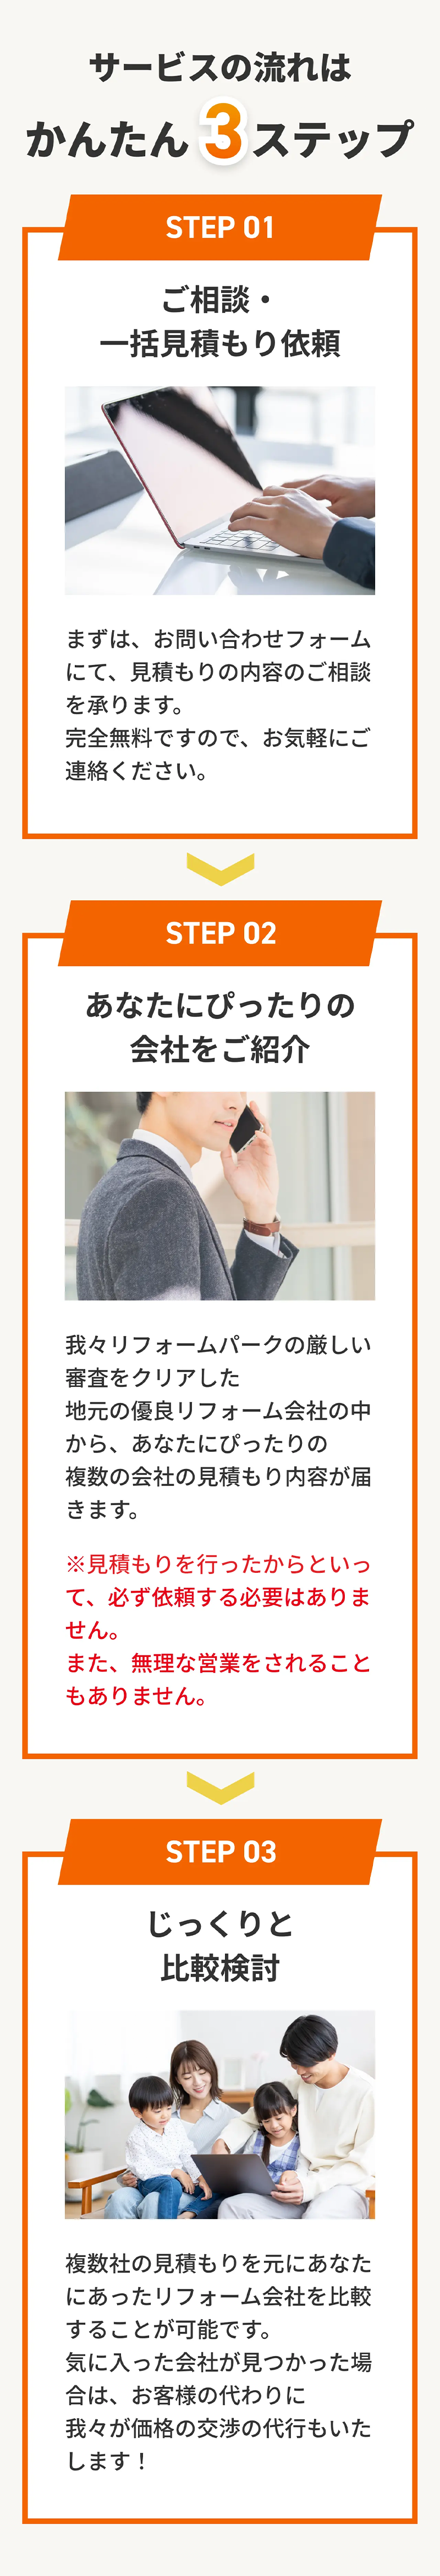 サービスの流れは
かんたん3ステップ
STEP 01
ご相談・
一括見積もり依頼
まずは、お問い合わせフォーム
にて、見積もりの内容のご相談
を承ります。
完全無料ですので、お気軽にご
連絡ください。
STEP 02
あなたにぴったりの
会社をご紹介
我々リフォームパークの厳しい
審査をクリアした
地元の優良リフォーム会社の中
から、あなたにぴったりの
複数の会社の見積もり内容が届
きます。
※見積もりを行ったからといっ
て、必ず依頼する必要はありま
せん。
また、無理な営業をされること
もありません。
STEP 03
じっくりと
比較検討
複数社の見積もりを元にあなた
にあったリフォーム会社を比較
することが可能です。
気に入った会社が見つかった場
合は、お客様の代わりに
我々が価格の交渉の代行もいた
します！